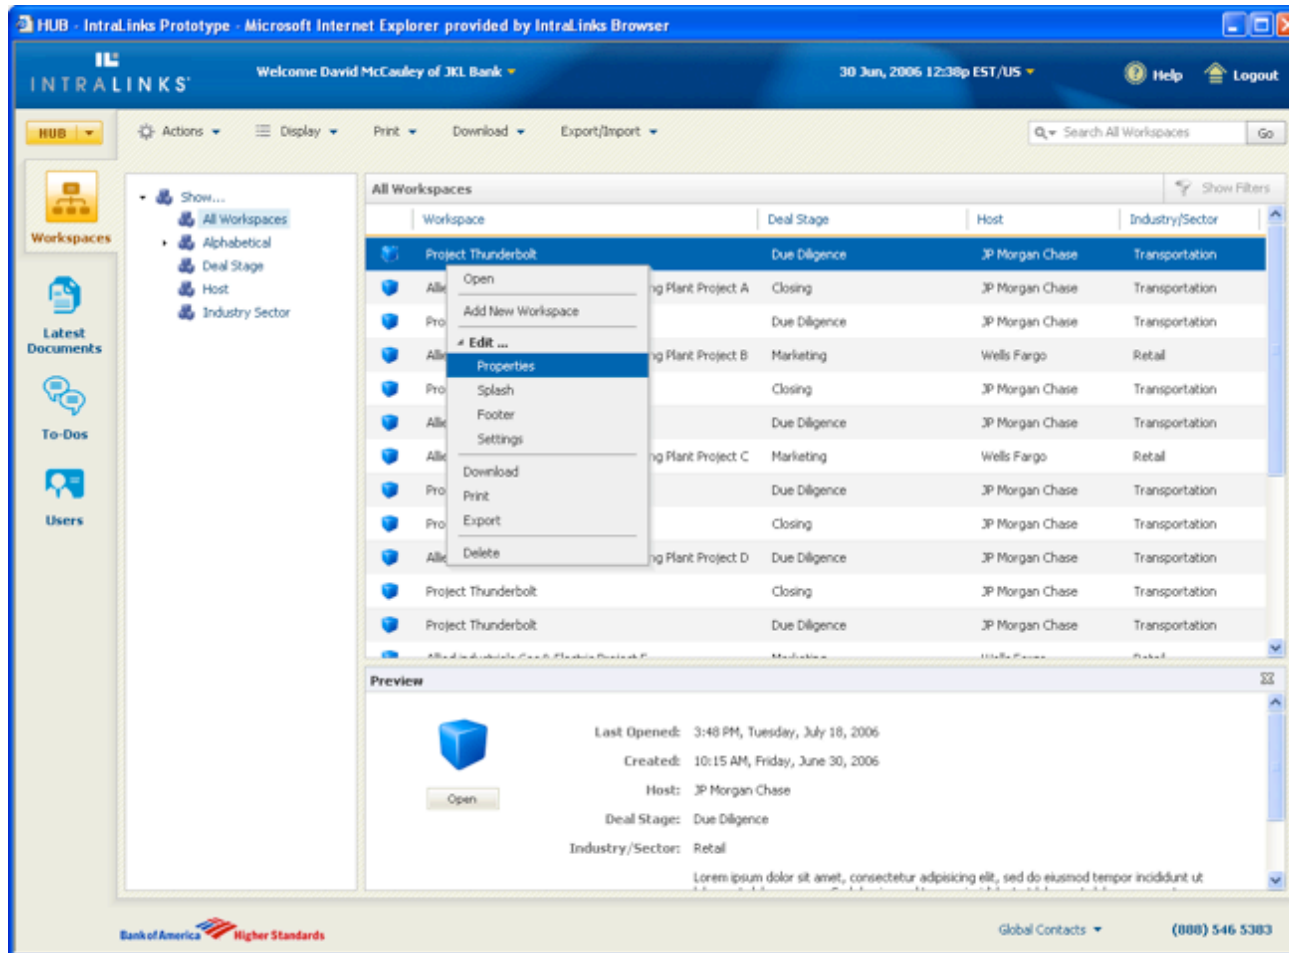 HUB - IntraLinks Prototype - Microsoft Internet Explorer provided by IntraLinks Browser
IL
INTRALINKS
Welcome David McCauley of JKL Bank
30 Jun, 2006 12:38p EST/US
Help
Logout
HUB
Actions
Display
Print
Download
Export/Import
Search All Workspaces
Go
Workspaces
Latest
Documents
To-Dos
Users
Show...
All Workspaces
Alphabetical
Deal Stage
Host
Industry Sector
All Workspaces
Show Filters
Workspace Deal Stage Host Industry/Sector
Project Thunderbolt Due Diligence JP Morgan Chase Transportation
Alli ng Plant Project A Closing JP Morgan Chase Transportation
Pro Due Diligence JP Morgan Chase Transportation
Alli ng Plant Project B Marketing Wells Fargo Retail
Pro Closing JP Morgan Chase Transportation
Alli Due Diligence JP Morgan Chase Transportation
Alli ng Plant Project C Marketing Wells Fargo Retail
Pro Due Diligence JP Morgan Chase Transportation
Pro Closing JP Morgan Chase Transportation
Alli ng Plant Project D Due Diligence JP Morgan Chase Transportation
Project Thunderbolt Closing JP Morgan Chase Transportation
Project Thunderbolt Due Diligence JP Morgan Chase Transportation
Open
Add New Workspace
Edit ...
Properties
Splash
Footer
Settings
Download
Print
Export
Delete
Preview
Open
Last Opened: 3:48 PM, Tuesday, July 18, 2006
Created: 10:15 AM, Friday, June 30, 2006
Host: JP Morgan Chase
Deal Stage: Due Diligence
Industry/Sector: Retail
Lorem ipsum dolor sit amet, consectetur adipisicing elit, sed do eiusmod tempor incididunt ut
Bank of America Higher Standards
Global Contacts
(888) 546 5383